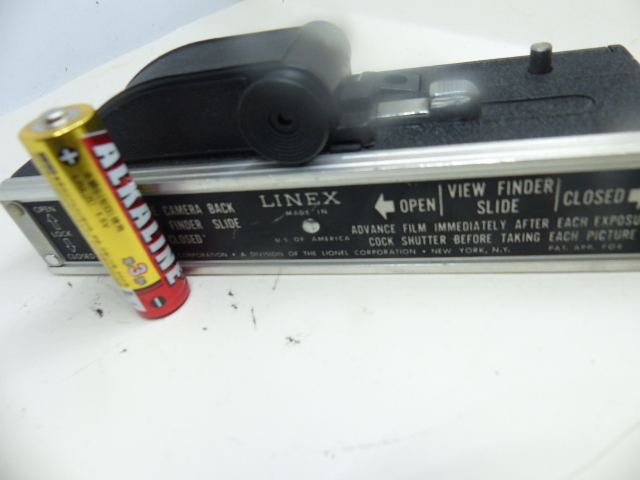 ALKALINE
OPEN
LOCK
CLOSED
CAMERA BACK
FINDER SLIDE
CLOSED"
LINEX
MADE IN
U.S. OF AMERICA
OPEN
VIEW FINDER
SLIDE
CLOSED
ADVANCE FILM IMMEDIATELY AFTER EACH EXPOS
COCK SHUTTER BEFORE TAKING EACH PICTURE
CORPORATION • A DIVISION OF THE LIONEL CORPORATION • NEW YORK, N.Y.
PAT. APP. FOR